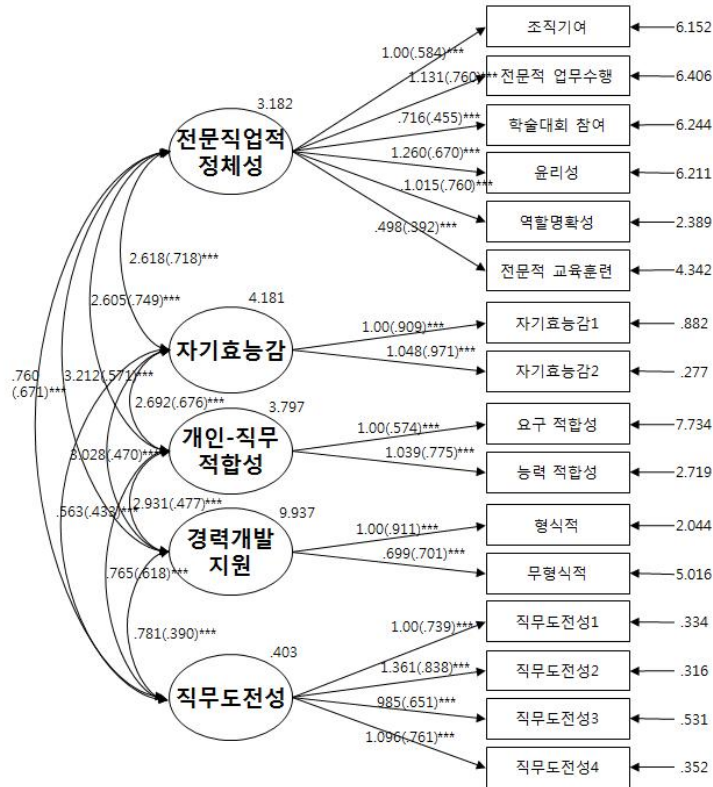 조직기여
6.152
1.00(.584)***
전문적 업무수행
6.406
1.131(.760)***
3.182
전문직업적
정체성
학술대회 참여
6.244
.716(.455)***
윤리성
6.211
1.260(.670)***
역할명확성
2.389
.1.015(.760)***
전문적 교육훈련
4.342
.498(.392)***
2.618(.718)***
2.605(.749)***
4.181
자기효능감
자기효능감1
.882
1.00(.909)***
자기효능감2
.277
1.048(.971)***
.760
(.671)***
3.212(.571)***
2.692(.676)***
3.797
개인-직무
적합성
요구 적합성
7.734
1.00(.574)***
능력 적합성
2.719
1.039(.775)***
3.028(.470)***
2.931(.477)***
.563(.433)***
9.937
경력개발
지원
형식적
2.044
1.00(.911)***
무형식적
5.016
.699(.701)***
.765(.618)***
.781(.390)***
.403
직무도전성
직무도전성1
.334
1.00(.739)***
직무도전성2
.316
1.361(.838)***
직무도전성3
.531
985(.651)***
직무도전성4
.352
1.096(.761)***